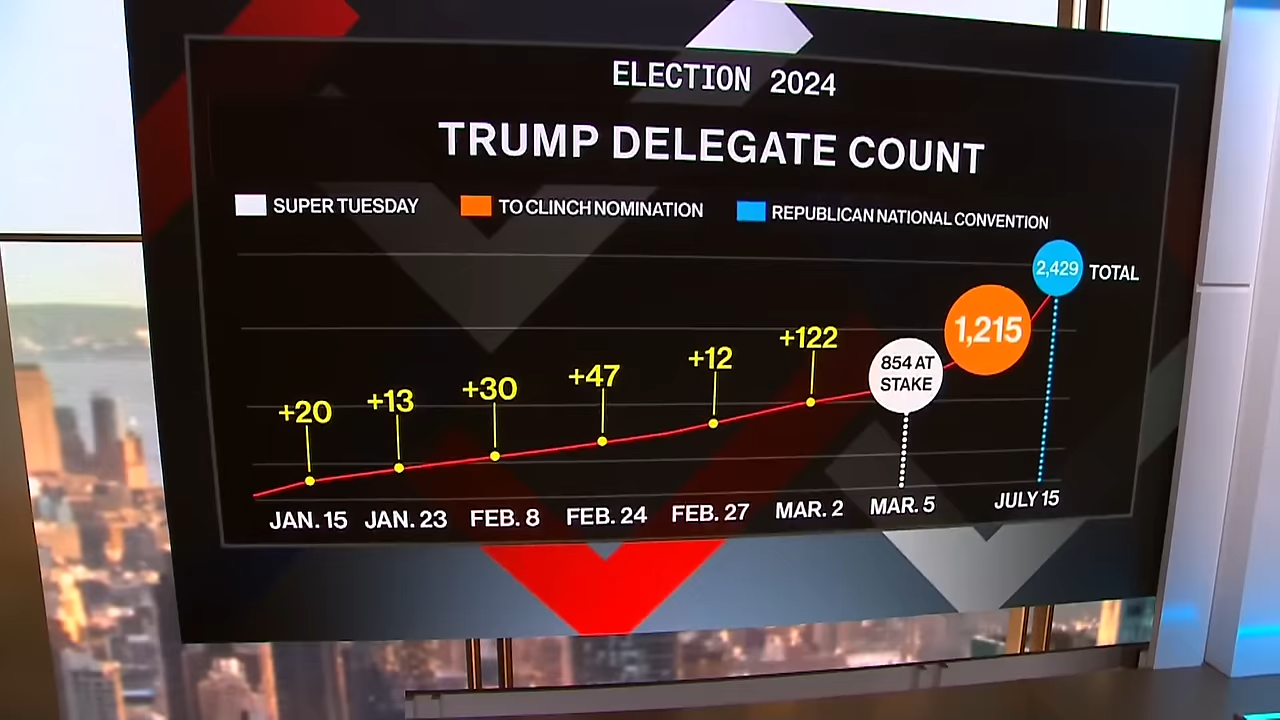 ELECTION 2024
TRUMP DELEGATE COUNT
SUPER TUESDAY
TO CLINCH NOMINATION
REPUBLICAN NATIONAL CONVENTION
2,429 TOTAL
1,215
+122
854 AT
STAKE
+12
+47
+30
+13
+20
JAN. 15 JAN. 23 FEB. 8 FEB. 24 FEB. 27 MAR. 2 MAR. 5 JULY 15